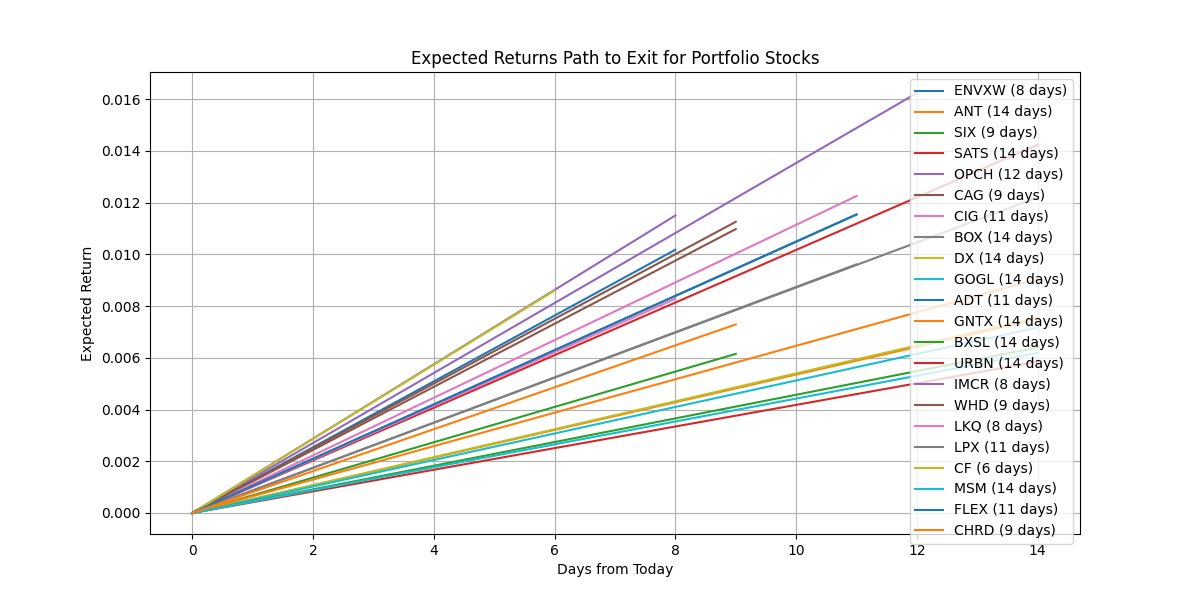 Expected Returns Path to Exit for Portfolio Stocks
Expected Return
0.016
0.014
0.012
0.010
0.008
0.006
0.004
0.002
0.000
ENVXW (8 days)
ANT (14 days)
SIX (9 days)
SATS (14 days)
OPCH (12 days)
CAG (9 days)
CIG (11 days)
BOX (14 days)
DX (14 days)
GOGL (14 days)
ADT (11 days)
GNTX (14 days)
BXSL (14 days)
URBN (14 days)
IMCR (8 days)
WHD (9 days)
LKQ (8 days)
LPX (11 days)
CF (6 days)
MSM (14 days)
FLEX (11 days)
CHRD (9 days)
0 2 4 6 8 10 12 14
Days from Today